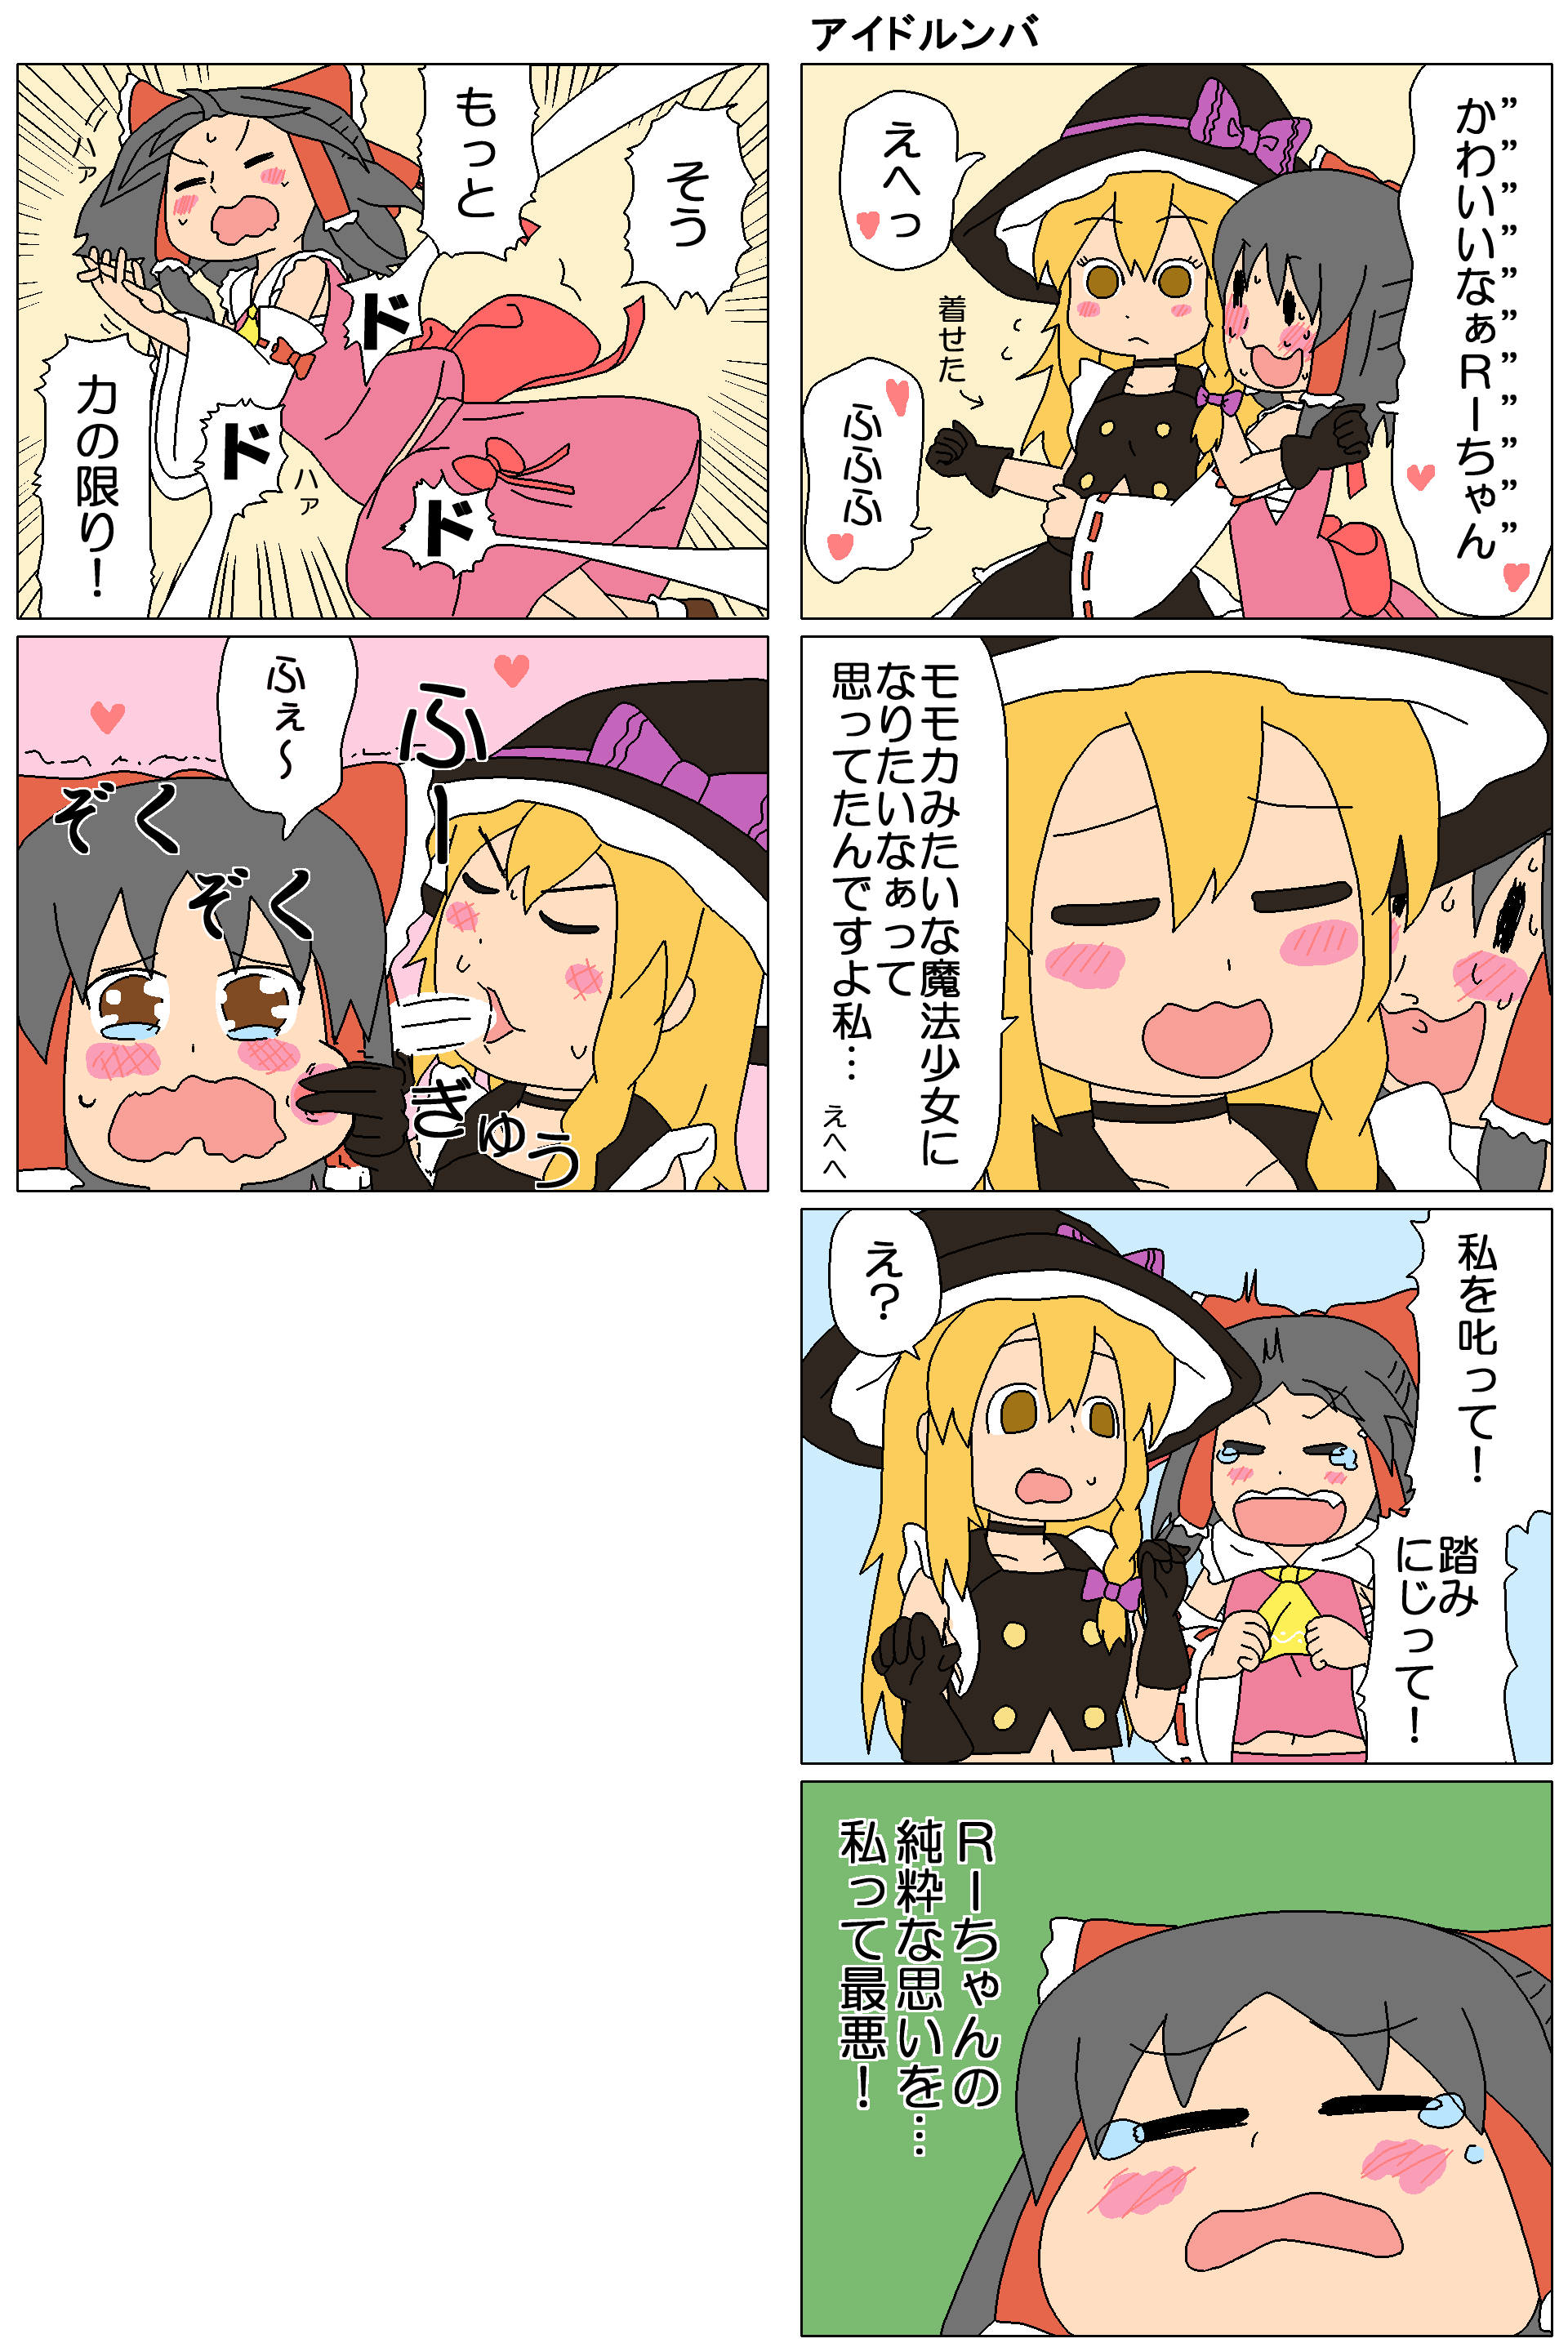 アイドルンバ
かわいいなぁRーちゃん
えへっ
着せた
ふふふ
モモカみたいな魔法少女に
なりたいなぁって
思ってたんですよ私…
えへへ
私を叱って！
踏み
にじって！
え？
Rーちゃんの
純粋な思いを…
私って最悪！
そう
もっと
ド
ド
ド
ハァ
ハァ
力の限り！
ふー
ふぇ〜
ぞく
ぞく
ぎゅう